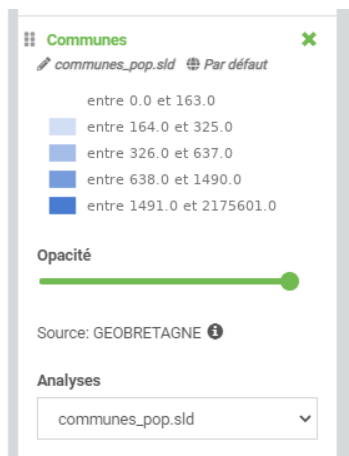 Communes
communes_pop.sld Par défaut
entre 0.0 et 163.0
entre 164.0 et 325.0
entre 326.0 et 637.0
entre 638.0 et 1490.0
entre 1491.0 et 2175601.0
Opacité
Source: GEOBRETAGNE
Analyses
communes_pop.sld